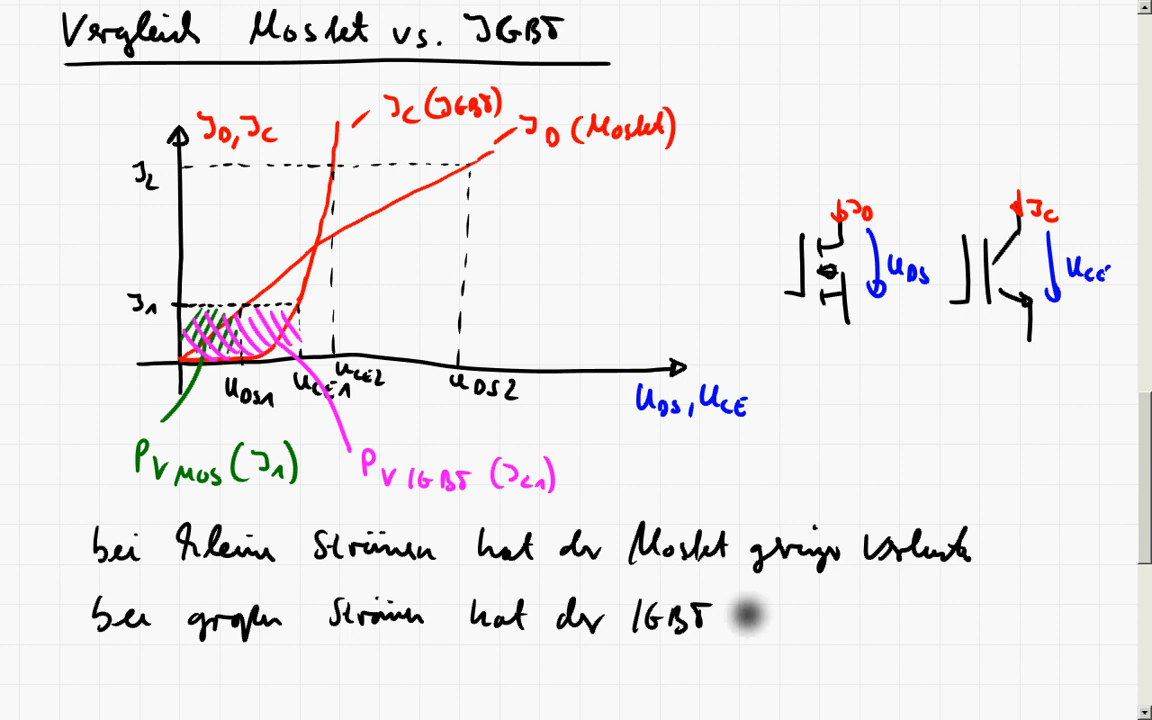 Vergleich Mosfet vs. IGBT
I_C (IGBT)
I_D, I_C
I_D (Mosfet)
I_2
I_D
I_C
U_DS
U_CE
I_1
U_DS1
U_CE1
U_CE2
U_DS2
U_DS, U_CE
P_V MOS (I_1)
P_V IGBT (I_C1)
bei kleinen Strömen hat der Mosfet geringe Verluste
bei großen Strömen hat der IGBT